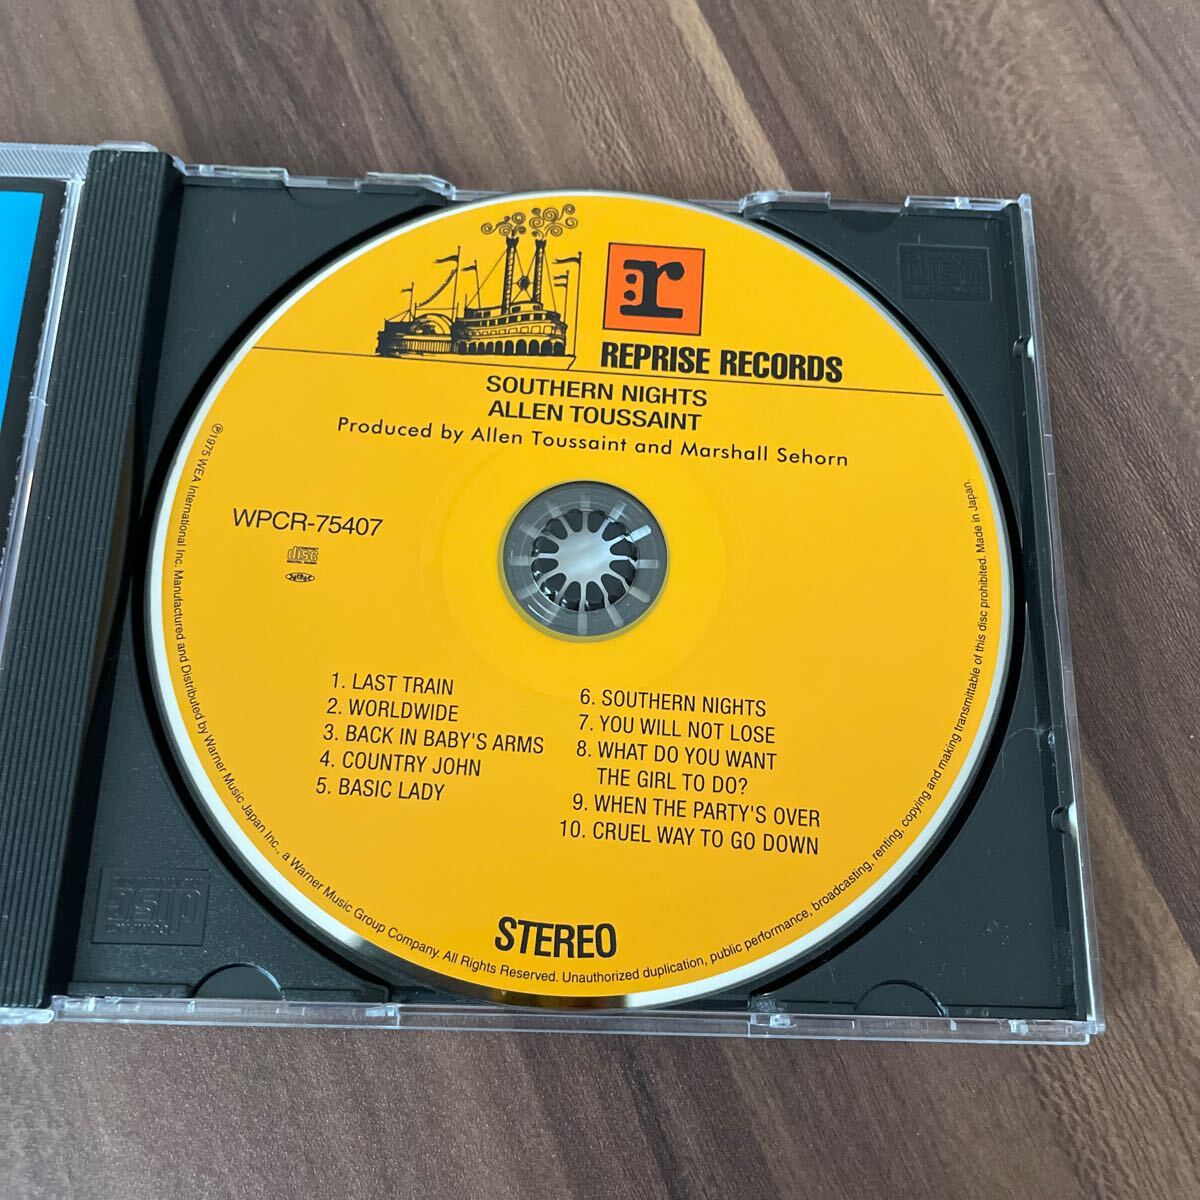 r
REPRISE RECORDS
SOUTHERN NIGHTS
ALLEN TOUSSAINT
Produced by Allen Toussaint and Marshall Sehorn
WPCR-75407
disc
1. LAST TRAIN
2. WORLDWIDE
3. BACK IN BABY'S ARMS
4. COUNTRY JOHN
5. BASIC LADY
6. SOUTHERN NIGHTS
7. YOU WILL NOT LOSE
8. WHAT DO YOU WANT
THE GIRL TO DO?
9. WHEN THE PARTY'S OVER
10. CRUEL WAY TO GO DOWN
STEREO
℗1975 WEA International Inc. Manufactured and Distributed by Warner Music Japan Inc., a Warner Music Group Company. All Rights Reserved. Unauthorized duplication, public performance, broadcasting, renting, copying and making transmittable of this disc prohibited. Made in Japan.
disc
disc